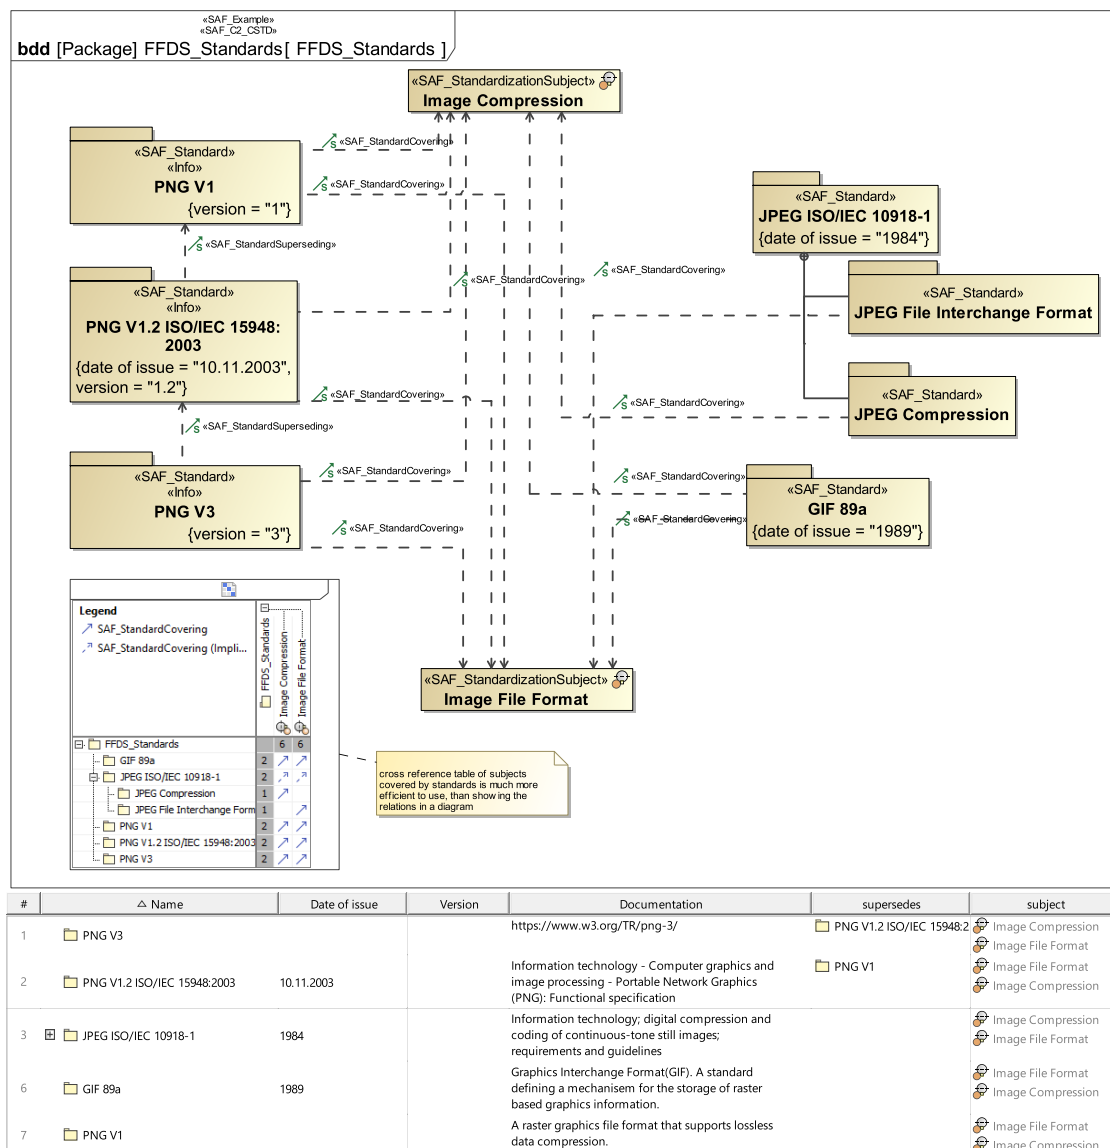 «SAF_Example»
«SAF_C2_CSTD»
bdd [Package] FFDS_Standards[ FFDS_Standards ]
«SAF_StandardizationSubject»
Image Compression
«SAF_StandardCovering»
«SAF_Standard»
«Info»
PNG V1
{version = "1"}
«SAF_StandardCovering»
«SAF_Standard»
JPEG ISO/IEC 10918-1
{date of issue = "1984"}
«SAF_StandardSuperseding»
«SAF_StandardCovering»
«SAF_StandardCovering»
«SAF_Standard»
«Info»
PNG V1.2 ISO/IEC 15948:
2003
{date of issue = "10.11.2003",
version = "1.2"}
«SAF_Standard»
JPEG File Interchange Format
«SAF_StandardCovering»
«SAF_StandardCovering»
«SAF_Standard»
JPEG Compression
«SAF_StandardSuperseding»
«SAF_Standard»
«Info»
PNG V3
{version = "3"}
«SAF_StandardCovering»
«SAF_StandardCovering»
«SAF_Standard»
GIF 89a
{date of issue = "1989"}
«SAF_StandardCovering»
«SAF_StandardCovering»
Legend
SAF_StandardCovering
SAF_StandardCovering (Impli...
FFDS_Standards
Image Compression
Image File Format
FFDS_Standards 6 6
GIF 89a 2
JPEG ISO/IEC 10918-1 2
JPEG Compression 1
JPEG File Interchange Form 1
PNG V1 2
PNG V1.2 ISO/IEC 15948:2003 2
PNG V3 2
«SAF_StandardizationSubject»
Image File Format
cross reference table of subjects
covered by standards is much more
efficient to use, than showing the
relations in a diagram
# Name Date of issue Version Documentation supersedes subject
1 PNG V3 https://www.w3.org/TR/png-3/ PNG V1.2 ISO/IEC 15948:2 Image Compression
Image File Format
2 PNG V1.2 ISO/IEC 15948:2003 10.11.2003 Information technology - Computer graphics and PNG V1 Image File Format
image processing - Portable Network Graphics Image Compression
(PNG): Functional specification
3 JPEG ISO/IEC 10918-1 1984 Information technology; digital compression and Image Compression
coding of continuous-tone still images; Image File Format
requirements and guidelines
6 GIF 89a 1989 Graphics Interchange Format(GIF). A standard Image File Format
defining a mechanisem for the storage of raster Image Compression
based graphics information.
7 PNG V1 A raster graphics file format that supports lossless Image File Format
data compression. Image Compression